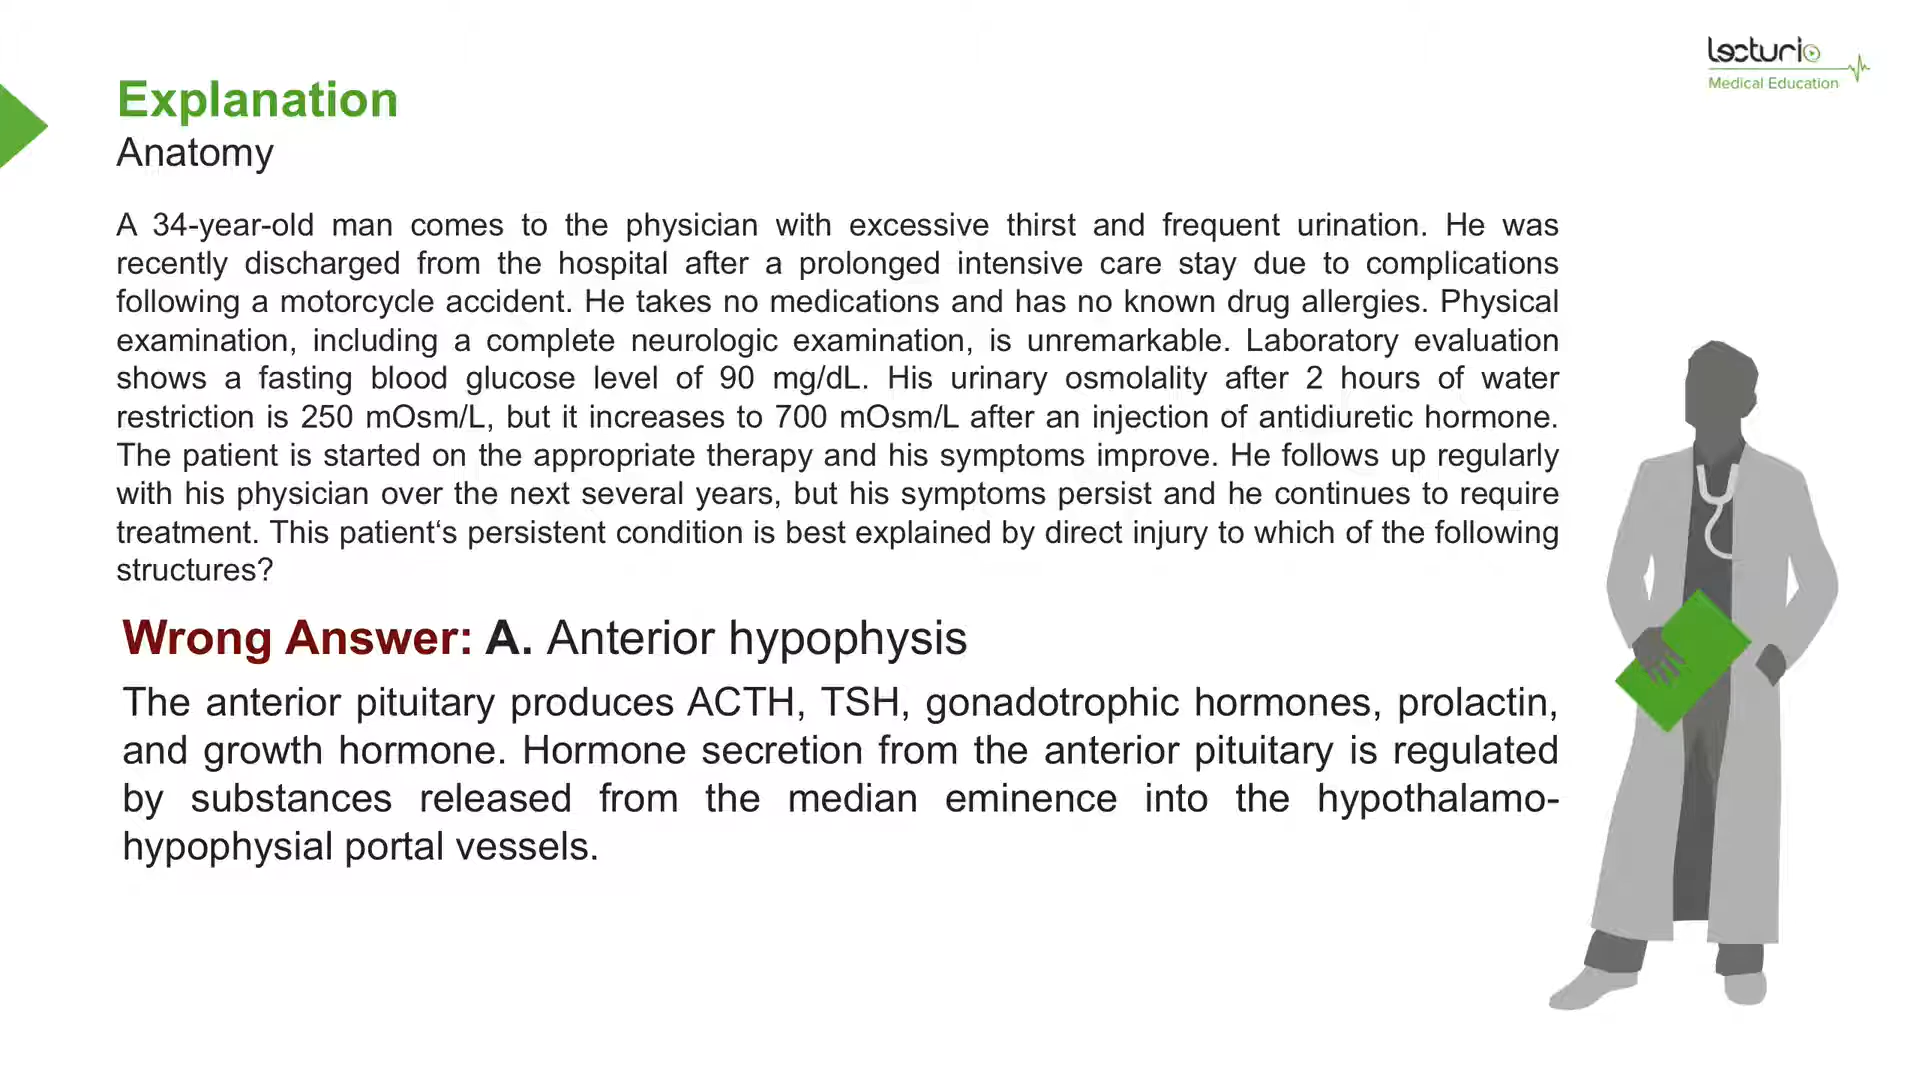 lecturio
Medical Education
Explanation
Anatomy
A 34-year-old man comes to the physician with excessive thirst and frequent urination. He was
recently discharged from the hospital after a prolonged intensive care stay due to complications
following a motorcycle accident. He takes no medications and has no known drug allergies. Physical
examination, including a complete neurologic examination, is unremarkable. Laboratory evaluation
shows a fasting blood glucose level of 90 mg/dL. His urinary osmolality after 2 hours of water
restriction is 250 mOsm/L, but it increases to 700 mOsm/L after an injection of antidiuretic hormone.
The patient is started on the appropriate therapy and his symptoms improve. He follows up regularly
with his physician over the next several years, but his symptoms persist and he continues to require
treatment. This patient‘s persistent condition is best explained by direct injury to which of the following
structures?
Wrong Answer: A. Anterior hypophysis
The anterior pituitary produces ACTH, TSH, gonadotrophic hormones, prolactin,
and growth hormone. Hormone secretion from the anterior pituitary is regulated
by substances released from the median eminence into the hypothalamo-
hypophysial portal vessels.